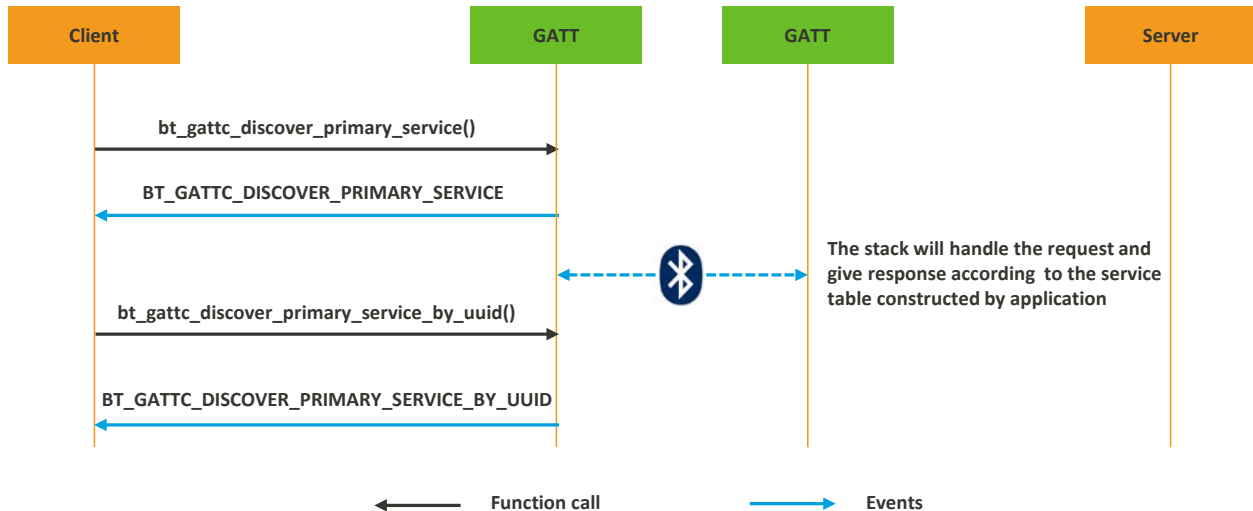 Client
GATT
GATT
Server
bt_gattc_discover_primary_service()
BT_GATTC_DISCOVER_PRIMARY_SERVICE
The stack will handle the request and
give response according to the service
table constructed by application
bt_gattc_discover_primary_service_by_uuid()
BT_GATTC_DISCOVER_PRIMARY_SERVICE_BY_UUID
Function call
Events